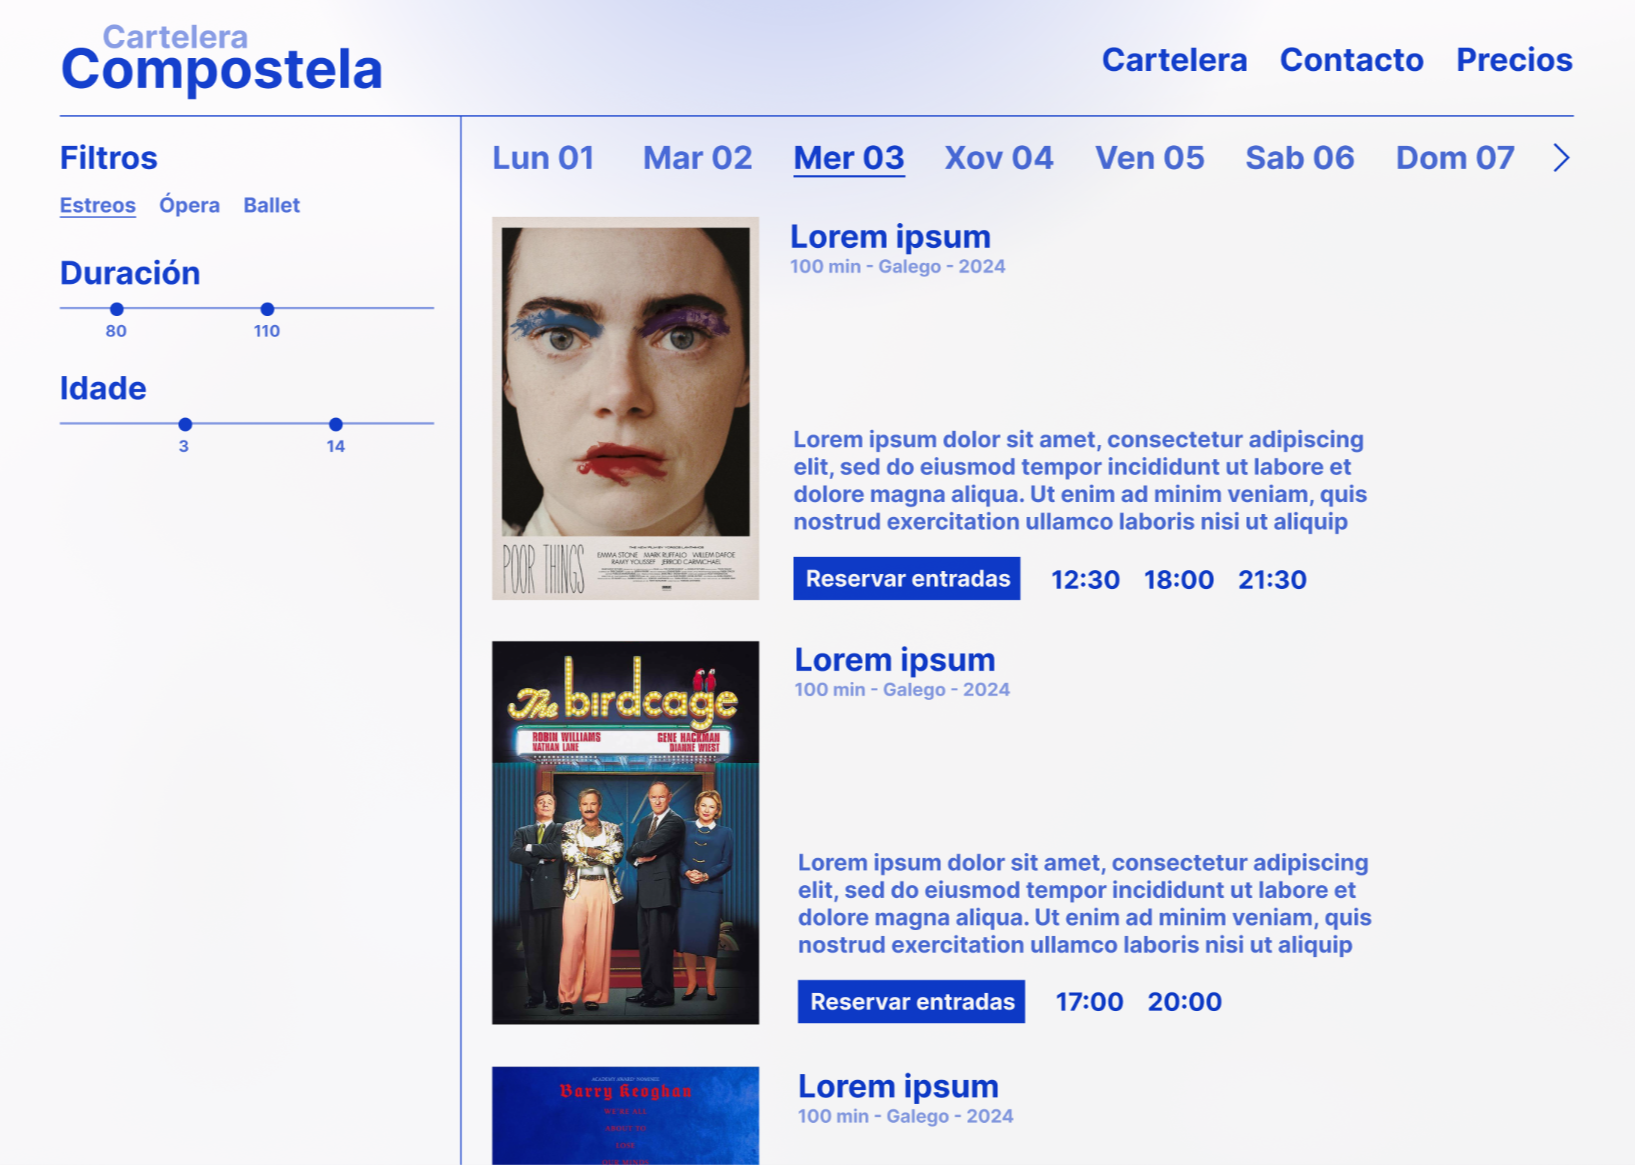 Cartelera
Compostela
Cartelera Contacto Precios
Filtros
Estreos Ópera Ballet
Duración
80 110
Idade
3 14
Lun 01 Mar 02 Mer 03 Xov 04 Ven 05 Sab 06 Dom 07
Lorem ipsum
100 min - Galego - 2024
Lorem ipsum dolor sit amet, consectetur adipiscing
elit, sed do eiusmod tempor incididunt ut labore et
dolore magna aliqua. Ut enim ad minim veniam, quis
nostrud exercitation ullamco laboris nisi ut aliquip
Reservar entradas 12:30 18:00 21:30
POOR THINGS
EMMA STONE MARK RUFFALO WILLEM DAFOE
RAMY YOUSSEF JERROD CARMICHAEL
The birdcage
ROBIN WILLIAMS GENE HACKMAN
NATHAN LANE DIANNE WIEST
Lorem ipsum
100 min - Galego - 2024
Lorem ipsum dolor sit amet, consectetur adipiscing
elit, sed do eiusmod tempor incididunt ut labore et
dolore magna aliqua. Ut enim ad minim veniam, quis
nostrud exercitation ullamco laboris nisi ut aliquip
Reservar entradas 17:00 20:00
Barry Keoghan
WE'RE ALL
ABOUT TO
LOSE
OUR MINDS
Lorem ipsum
100 min - Galego - 2024